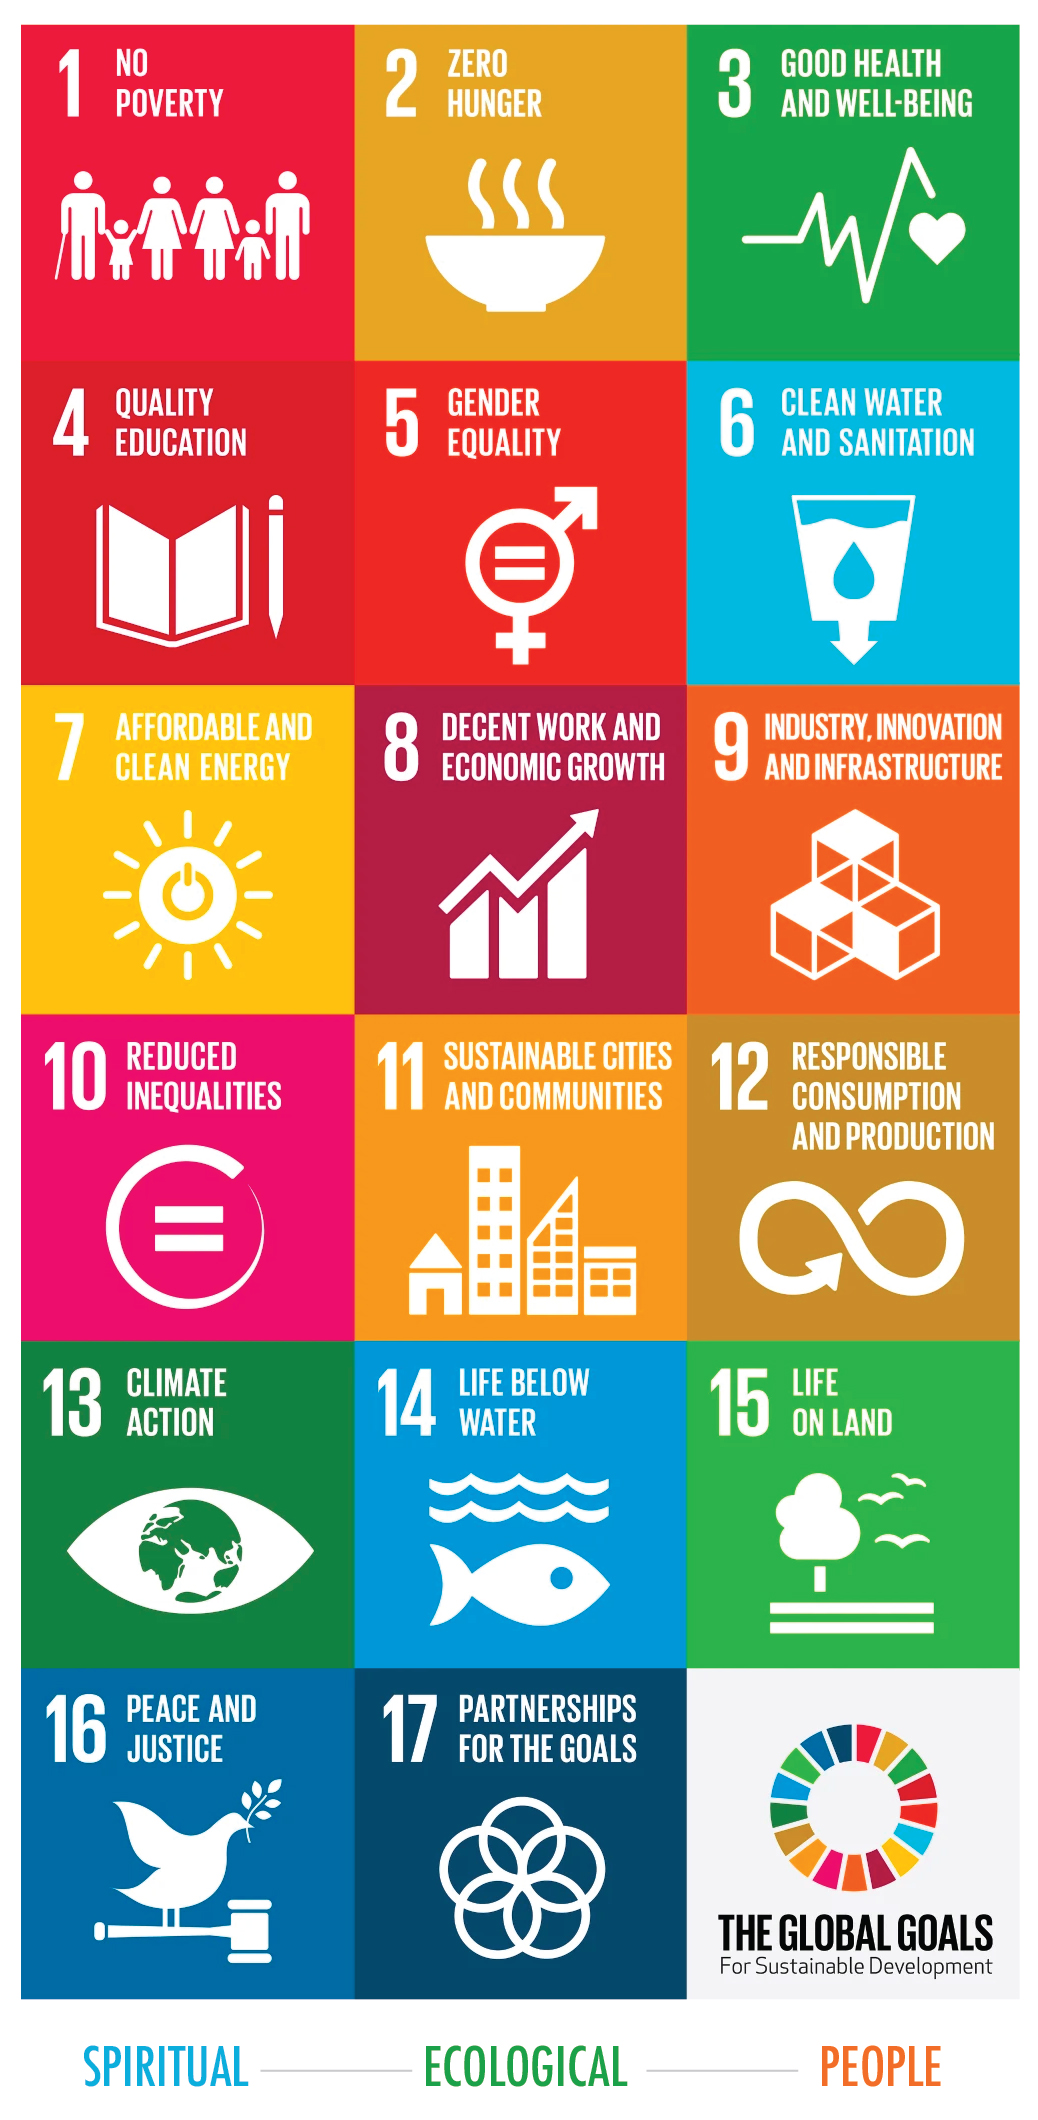 1 NO
POVERTY
2 ZERO
HUNGER
3 GOOD HEALTH
AND WELL-BEING
4 QUALITY
EDUCATION
5 GENDER
EQUALITY
6 CLEAN WATER
AND SANITATION
7 AFFORDABLE AND
CLEAN ENERGY
8 DECENT WORK AND
ECONOMIC GROWTH
9 INDUSTRY, INNOVATION
AND INFRASTRUCTURE
10 REDUCED
INEQUALITIES
11 SUSTAINABLE CITIES
AND COMMUNITIES
12 RESPONSIBLE
CONSUMPTION
AND PRODUCTION
13 CLIMATE
ACTION
14 LIFE BELOW
WATER
15 LIFE
ON LAND
16 PEACE AND
JUSTICE
17 PARTNERSHIPS
FOR THE GOALS
THE GLOBAL GOALS
For Sustainable Development
SPIRITUAL ECOLOGICAL PEOPLE